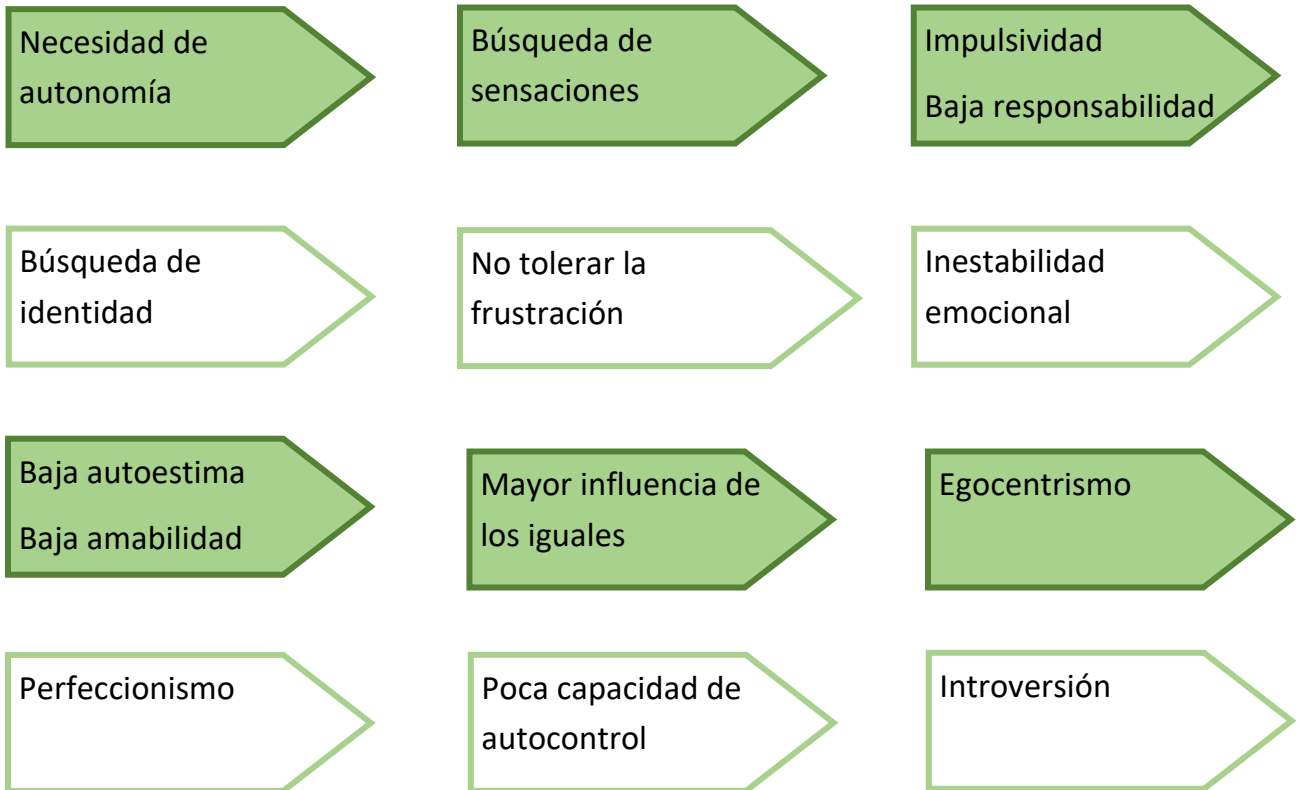 Necesidad de
autonomía
Búsqueda de
sensaciones
Impulsividad
Baja responsabilidad
Búsqueda de
identidad
No tolerar la
frustración
Inestabilidad
emocional
Baja autoestima
Baja amabilidad
Mayor influencia de
los iguales
Egocentrismo
Perfeccionismo
Poca capacidad de
autocontrol
Introversión